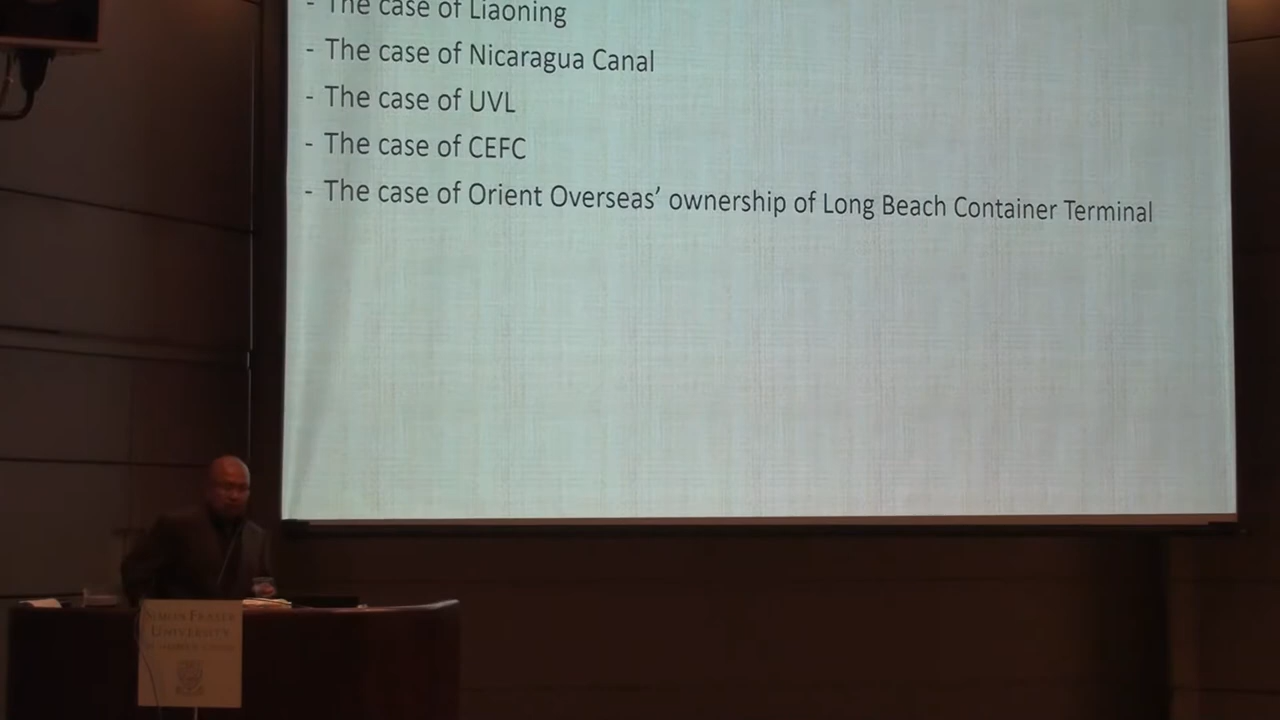 - The case of Liaoning
- The case of Nicaragua Canal
- The case of UVL
- The case of CEFC
- The case of Orient Overseas’ ownership of Long Beach Container Terminal
SIMON FRASER
UNIVERSITY